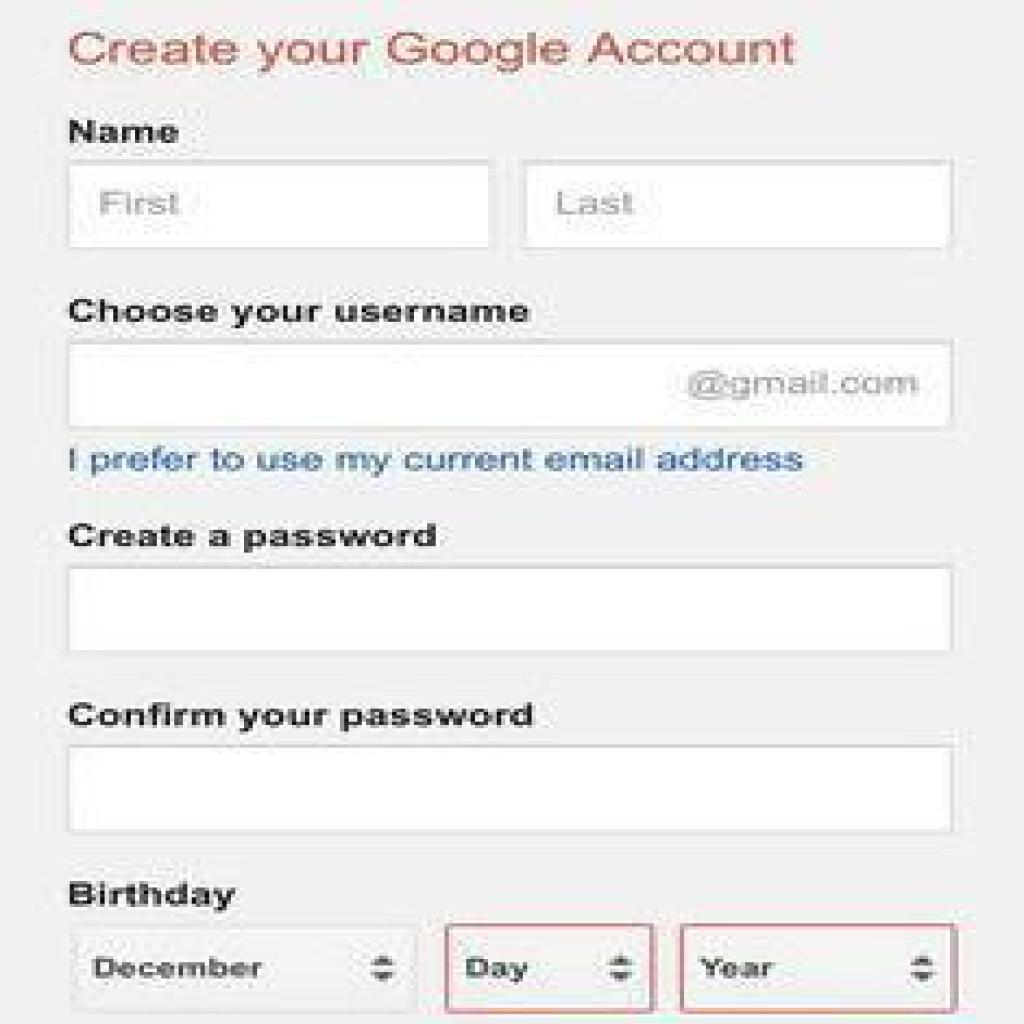 Create your Google Account
Name
First Last
Choose your username
@gmail.com
I prefer to use my current email address
Create a password
Confirm your password
Birthday
December Day Year